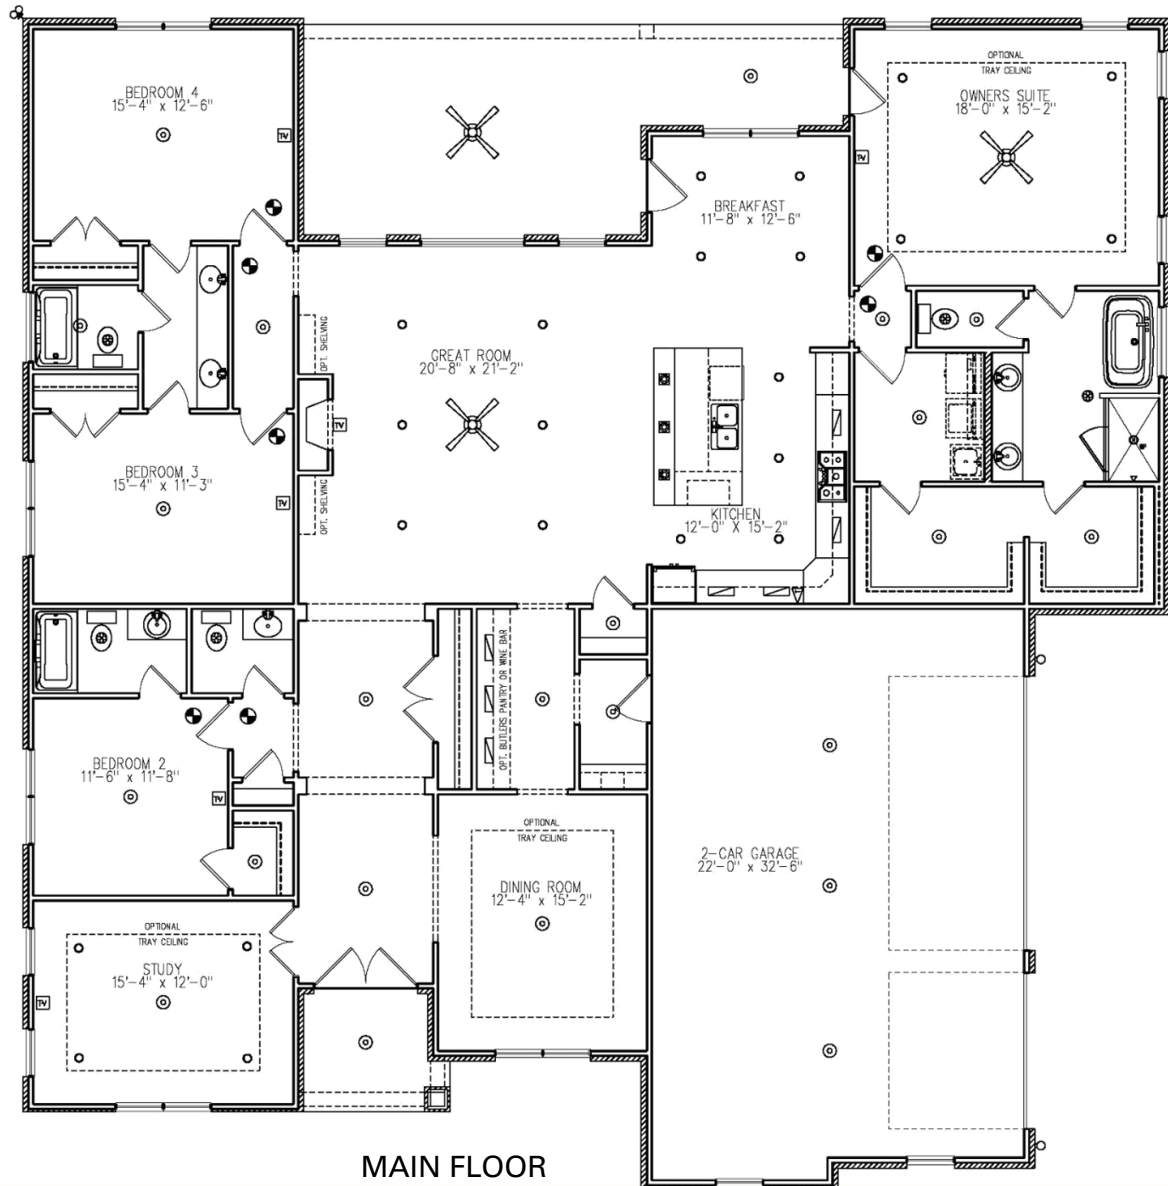 BEDROOM 4
15'-4" x 12'-6"
TV
OPTIONAL
TRAY CEILING
OWNERS SUITE
18'-0" x 15'-2"
TV
BREAKFAST
11'-8" x 12'-6"
OPT. SHELVING
GREAT ROOM
20'-8" x 21'-2"
TV
BEDROOM 3
15'-4" x 11'-3"
TV
OPT. SHELVING
KITCHEN
12'-0" X 15'-2"
OPT. BUTLERS PANTRY OR WINE BAR
BEDROOM 2
11'-6" x 11'-8"
TV
OPTIONAL
TRAY CEILING
DINING ROOM
12'-4" x 15'-2"
2-CAR GARAGE
22'-0" x 32'-6"
OPTIONAL
TRAY CEILING
STUDY
15'-4" x 12'-0"
TV
MAIN FLOOR